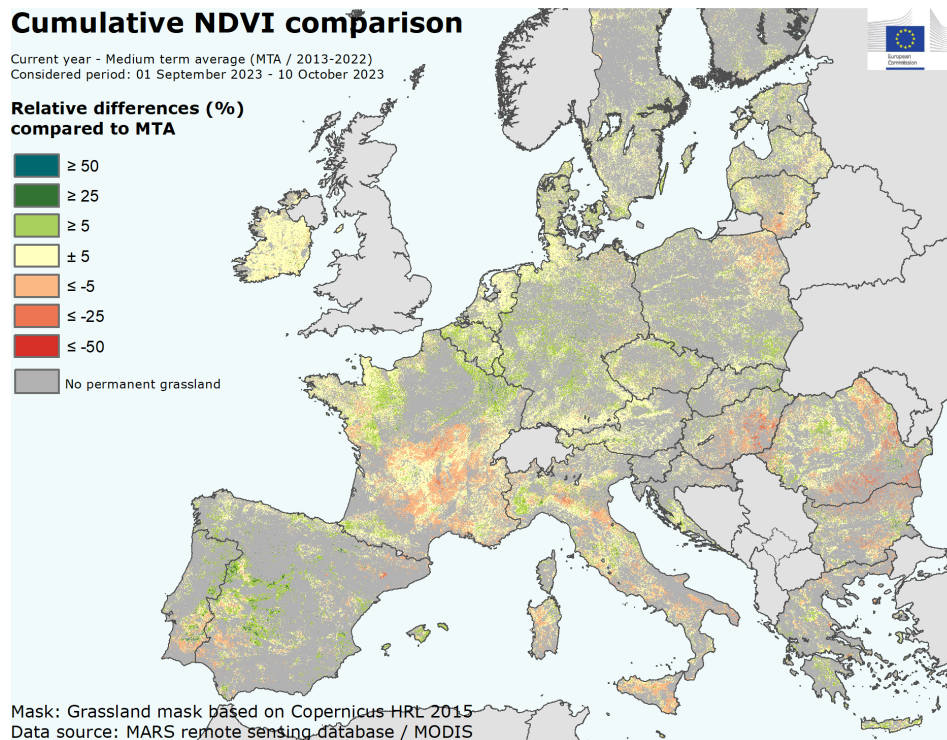 Cumulative NDVI comparison
Current year - Medium term average (MTA / 2013-2022)
Considered period: 01 September 2023 - 10 October 2023
European
Commission
Relative differences (%)
compared to MTA
≥ 50
≥ 25
≥ 5
± 5
≤ -5
≤ -25
≤ -50
No permanent grassland
Mask: Grassland mask based on Copernicus HRL 2015
Data source: MARS remote sensing database / MODIS